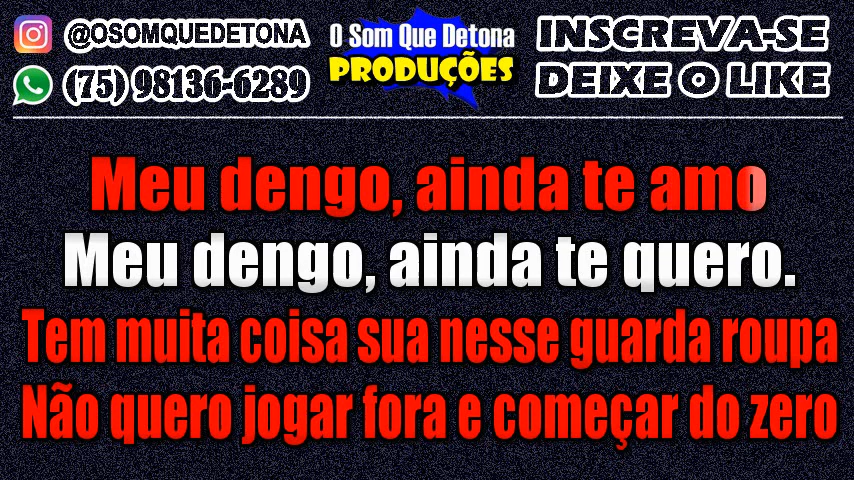 @OSOMQUEDETONA
(75) 98136-6289
O Som Que Detona
PRODUÇÕES
INSCREVA-SE
DEIXE O LIKE
Meu dengo, ainda te amo
Meu dengo, ainda te quero.
Tem muita coisa sua nesse guarda roupa
Não quero jogar fora e começar do zero